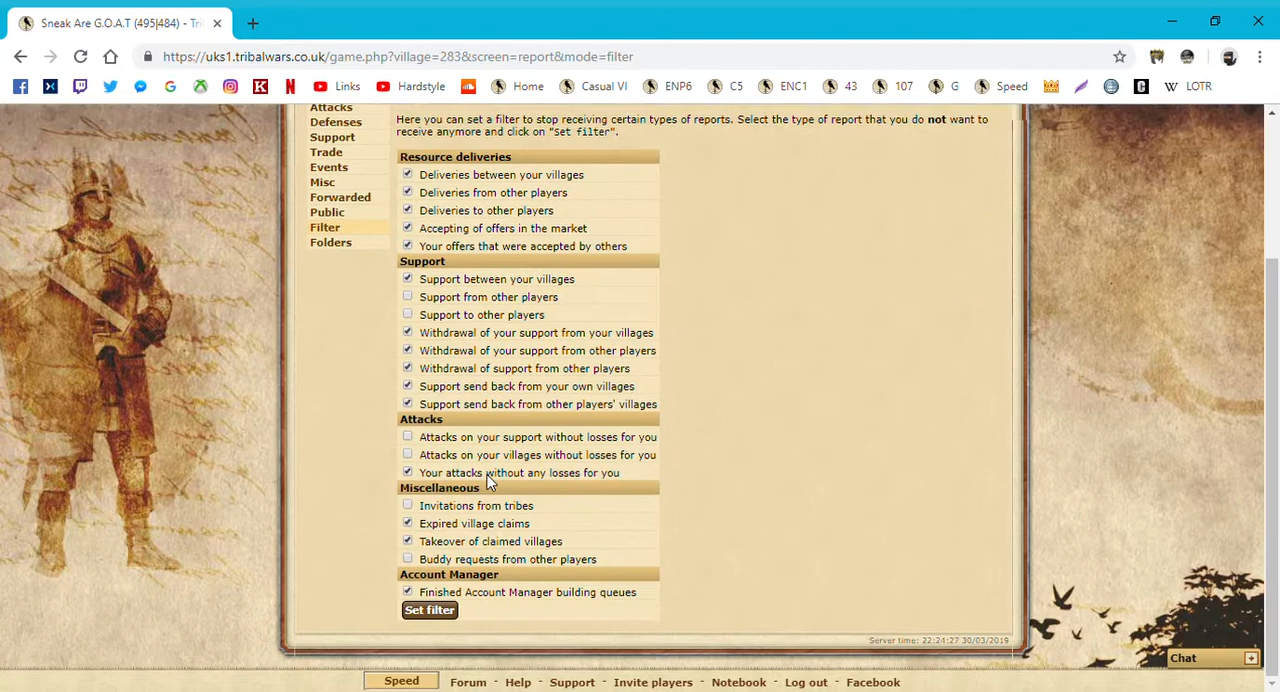 Sneak Are G.O.A.T (495|484) - Tri
https://uks1.tribalwars.co.uk/game.php?village=283&screen=report&mode=filter
Links Hardstyle Home Casual VI ENP6 C5 ENC1 43 107 G Speed LOTR
Attacks
Defenses
Support
Trade
Events
Misc
Forwarded
Public
Filter
Folders
Here you can set a filter to stop receiving certain types of reports. Select the type of report that you do not want to
receive anymore and click on "Set filter".
Resource deliveries
Deliveries between your villages
Deliveries from other players
Deliveries to other players
Accepting of offers in the market
Your offers that were accepted by others
Support
Support between your villages
Support from other players
Support to other players
Withdrawal of your support from your villages
Withdrawal of your support from other players
Withdrawal of support from other players
Support send back from your own villages
Support send back from other players' villages
Attacks
Attacks on your support without losses for you
Attacks on your villages without losses for you
Your attacks without any losses for you
Miscellaneous
Invitations from tribes
Expired village claims
Takeover of claimed villages
Buddy requests from other players
Account Manager
Finished Account Manager building queues
Set filter
Server time: 22:24:27 30/03/2019
Chat
Speed Forum - Help - Support - Invite players - Notebook - Log out - Facebook